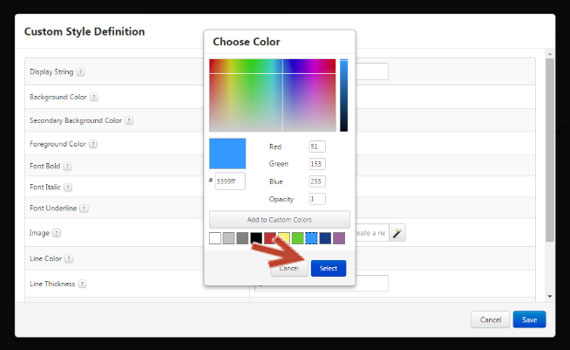 Custom Style Definition
Choose Color
Display String ?
Background Color ?
Secondary Background Color ?
Foreground Color ?
Font Bold ?
Font Italic ?
Font Underline ?
Image ?
Line Color ?
Line Thickness ?
Red 51
Green 153
# 3399ff
Blue 255
Opacity 1
Add to Custom Colors
Cancel Select
Cancel Save